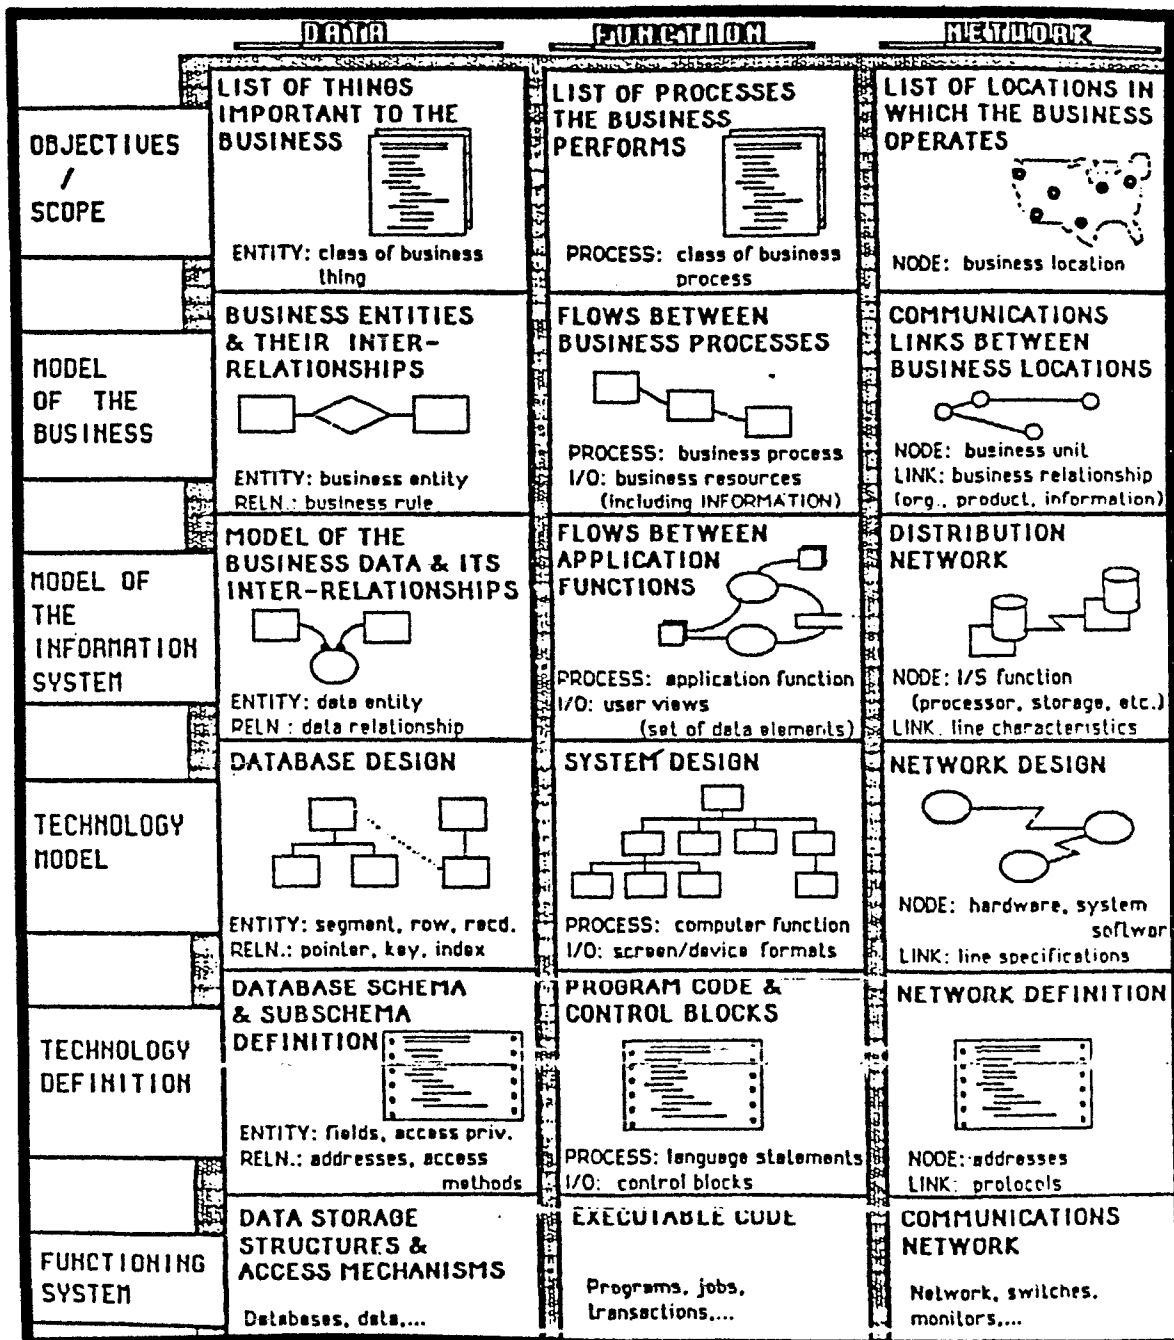 DATA
FUNCTION
NETWORK
OBJECTIVES
/
SCOPE
LIST OF THINGS
IMPORTANT TO THE
BUSINESS
ENTITY: class of business
thing
LIST OF PROCESSES
THE BUSINESS
PERFORMS
PROCESS: class of business
process
LIST OF LOCATIONS IN
WHICH THE BUSINESS
OPERATES
NODE: business location
MODEL
OF THE
BUSINESS
BUSINESS ENTITIES
& THEIR INTER-
RELATIONSHIPS
ENTITY: business entity
RELN.: business rule
FLOWS BETWEEN
BUSINESS PROCESSES
PROCESS: business process
I/O: business resources
(including INFORMATION)
COMMUNICATIONS
LINKS BETWEEN
BUSINESS LOCATIONS
NODE: business unit
LINK: business relationship
(org., product, information)
MODEL OF
THE
INFORMATION
SYSTEM
MODEL OF THE
BUSINESS DATA & ITS
INTER-RELATIONSHIPS
ENTITY: data entity
RELN : data relationship
FLOWS BETWEEN
APPLICATION
FUNCTIONS
PROCESS: application function
I/O: user views
(set of data elements)
DISTRIBUTION
NETWORK
NODE: I/S function
(processor, storage, etc.)
LINK. line characteristics
TECHNOLOGY
MODEL
DATABASE DESIGN
ENTITY: segment, row, recd.
RELN.: pointer, key, index
SYSTEM DESIGN
PROCESS: computer function
I/O: screen/device formats
NETWORK DESIGN
NODE: hardware, system
softwar
LINK: line specifications
TECHNOLOGY
DEFINITION
DATABASE SCHEMA
& SUBSCHEMA
DEFINITION
ENTITY: fields, access priv.
RELN.: addresses, access
methods
PROGRAM CODE &
CONTROL BLOCKS
PROCESS: language statements
I/O: control blocks
NETWORK DEFINITION
NODE: addresses
LINK: protocols
FUNCTIONING
SYSTEM
DATA STORAGE
STRUCTURES &
ACCESS MECHANISMS
Databases, data,...
EXECUTABLE CODE
Programs, jobs,
transactions,...
COMMUNICATIONS
NETWORK
Network, switches,
monitors,...